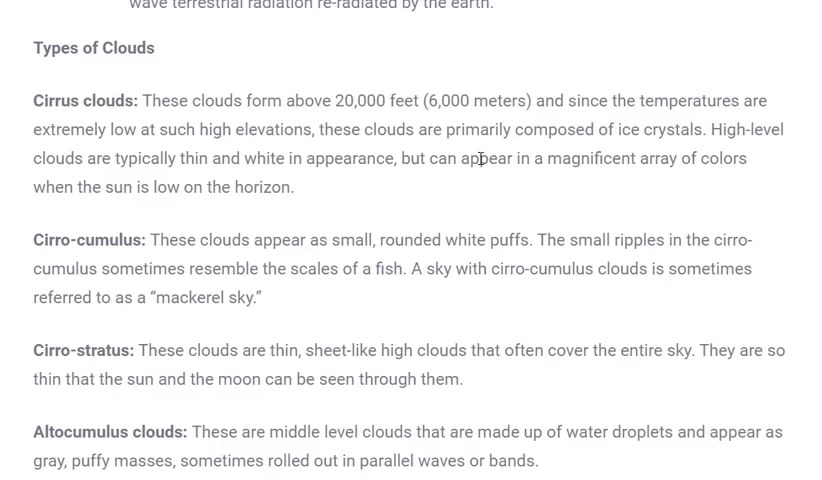 wave terrestrial radiation re-radiated by the earth.
Types of Clouds
Cirrus clouds: These clouds form above 20,000 feet (6,000 meters) and since the temperatures are
extremely low at such high elevations, these clouds are primarily composed of ice crystals. High-level
clouds are typically thin and white in appearance, but can appear in a magnificent array of colors
when the sun is low on the horizon.
Cirro-cumulus: These clouds appear as small, rounded white puffs. The small ripples in the cirro-
cumulus sometimes resemble the scales of a fish. A sky with cirro-cumulus clouds is sometimes
referred to as a “mackerel sky.”
Cirro-stratus: These clouds are thin, sheet-like high clouds that often cover the entire sky. They are so
thin that the sun and the moon can be seen through them.
Altocumulus clouds: These are middle level clouds that are made up of water droplets and appear as
gray, puffy masses, sometimes rolled out in parallel waves or bands.